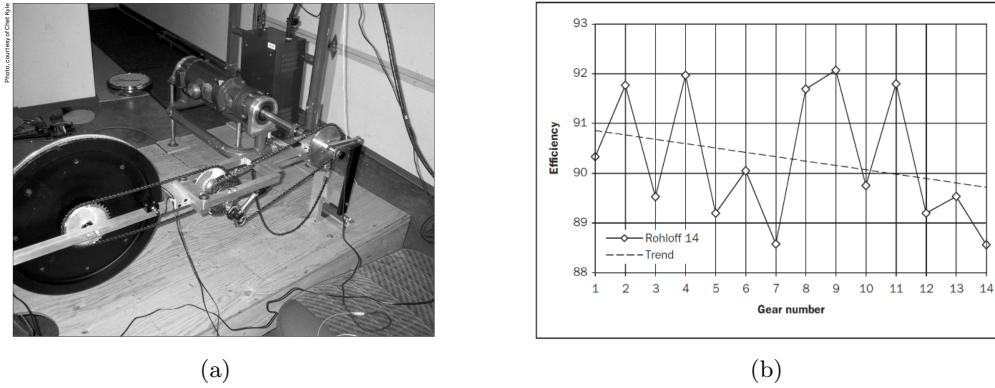 Photo, courtesy of Chet Kyle
93
92
91
90
89
88
Efficiency
Rohloff 14
Trend
1 2 3 4 5 6 7 8 9 10 11 12 13 14
Gear number
(a)
(b)